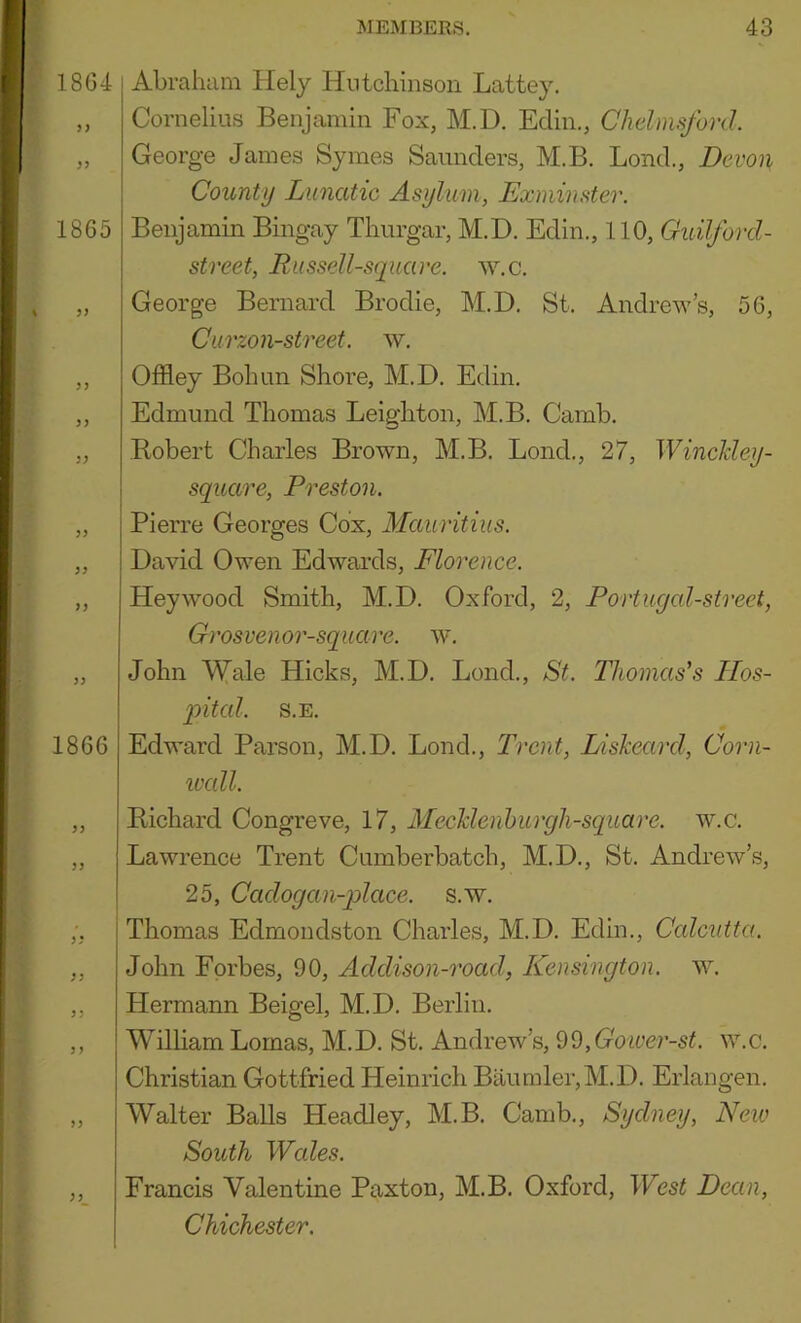 MEMBERS. 43
1864 Abraham Hely Hutchinson Lattey.
„ Cornelius Benjamin Fox, M.D. Edin., Chelmsford.
„ George James Symes Saunders, M.B. Lond., Devon
County Lunatic Asylum, Exminster.
1865 Benjamin Bingay Thurgar, M.D. Edin., 110, Guilford-
street, Russell-square. W.C.
„ George Bernard Brodie, M.D. St. Andrew's, 56,
Curzon-street. W.
„ Offley Bohun Shore, M.D. Edin.
„ Edmund Thomas Leighton, M.B. Camb.
„ Robert Charles Brown, M.B. Lond., 27, Winckley-
square, Preston.
„ Pierre Georges Cox, Mauritius.
„ David Owen Edwards, Florence.
„ Heywood Smith, M.D. Oxford, 2, Portugal-street,
Grosvenor-square. W.
„ John Wale Hicks, M.D. Lond., St. Thomas's Hos-
pital. S.E.
1866 Edward Parson, M.D. Lond., Trent, Liskeard, Corn-
wall.
„ Richard Congreve, 17, Mecklenburgh-square. W.C.
„ Lawrence Trent Cumberbatch, M.D., St. Andrew's,
25, Cadogan-place. S.W.
„ Thomas Edmondston Charles, M.D. Edin., Calcutta.
„ John Forbes, 90, Addison-road, Kensington. W.
„ Hermann Beigel, M.D. Berlin.
„ William Lomas, M.D. St. Andrew's, 99, Gower-st. W.C.
Christian Gottfried Heinrich Bäumler, M.D. Erlangen.
„ Walter Balls Headley, M.B. Camb., Sydney, New
South Wales.
„ Francis Valentine Paxton, M.B. Oxford, West Dean,
Chichester.